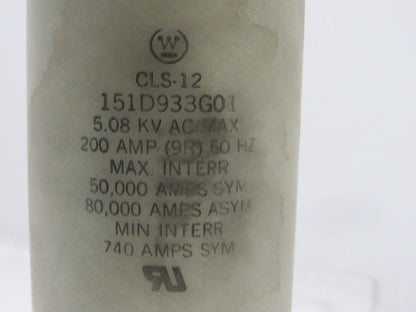 W
CLS-12
151D933G01
5.08 KV AC MAX
200 AMP (9R) 60 HZ
MAX. INTERR
50,000 AMPS SYM
80,000 AMPS ASYM
MIN INTERR
740 AMPS SYM